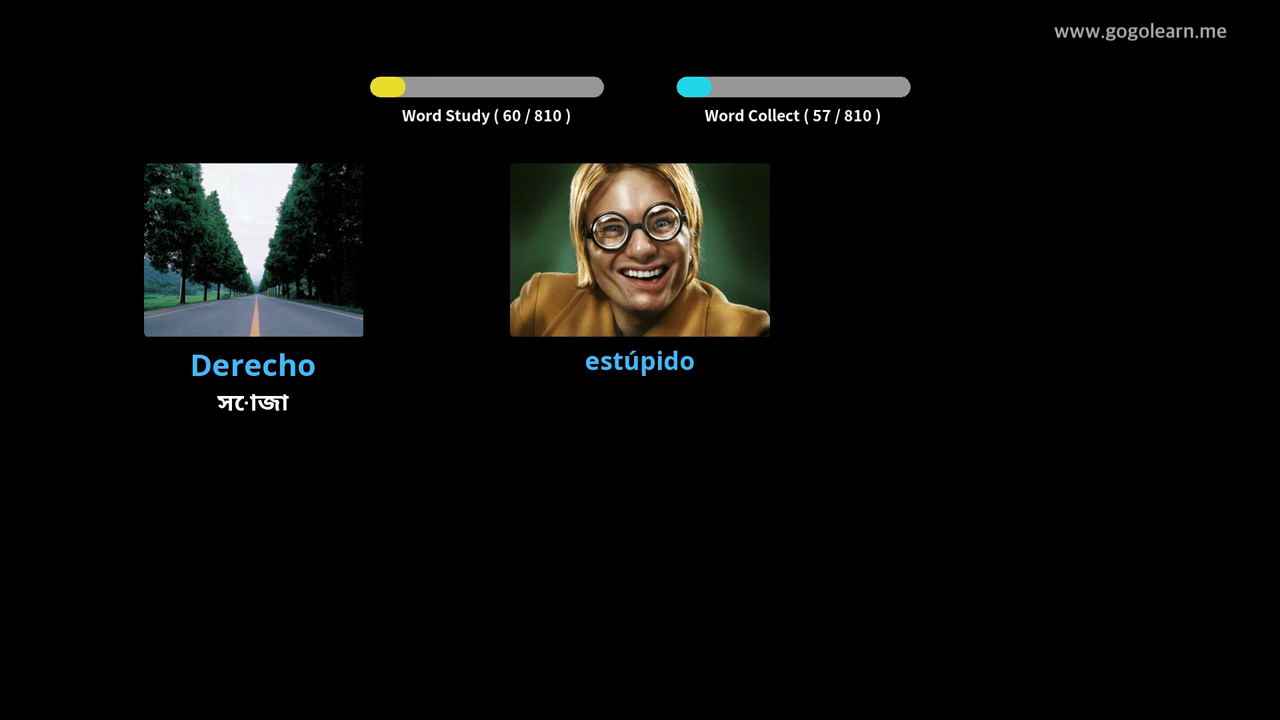 www.gogolearn.me
Word Study ( 60 / 810 )
Word Collect ( 57 / 810 )
Derecho
সোজা
estúpido